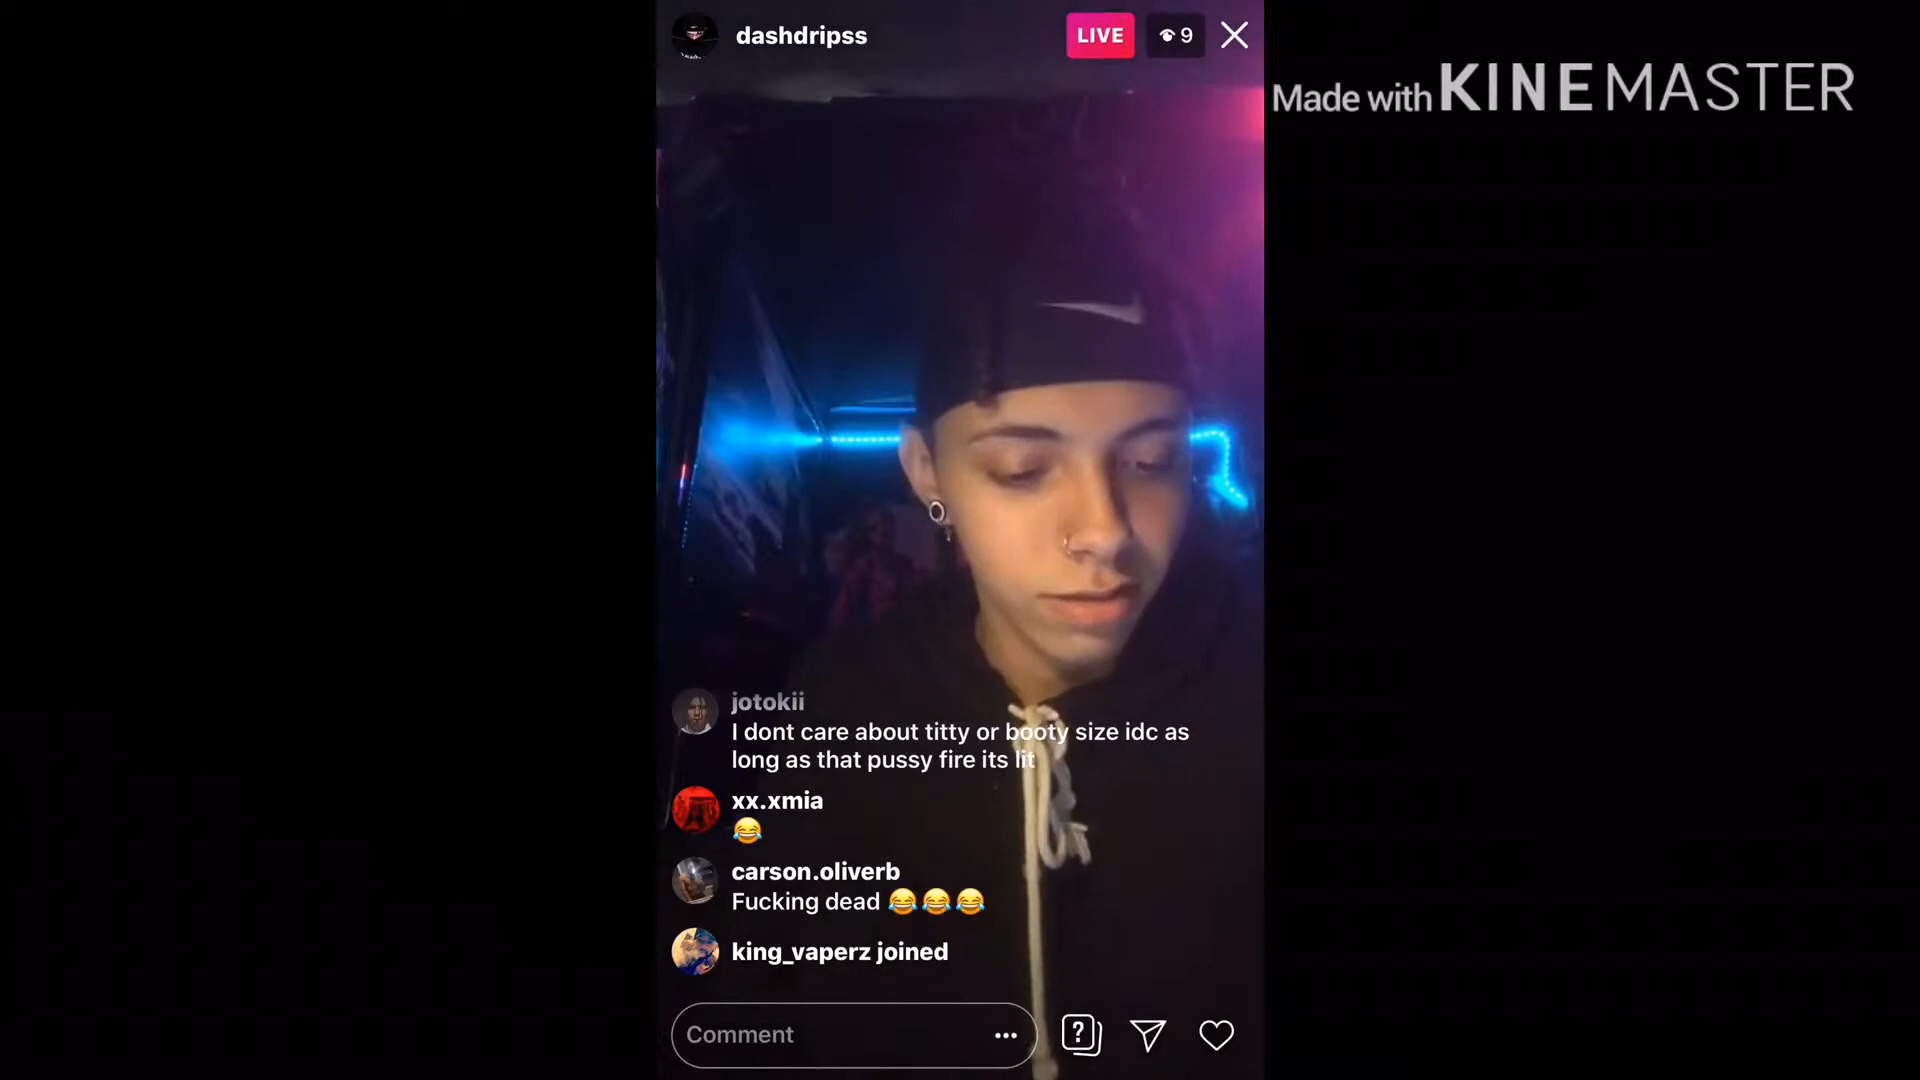 dashdripss
LIVE
9
Made with KINEMASTER
jotokii
I dont care about titty or booty size idc as
long as that pussy fire its lit
xx.xmia
😂
carson.oliverb
Fucking dead 😂😂😂
king_vaperz joined
Comment